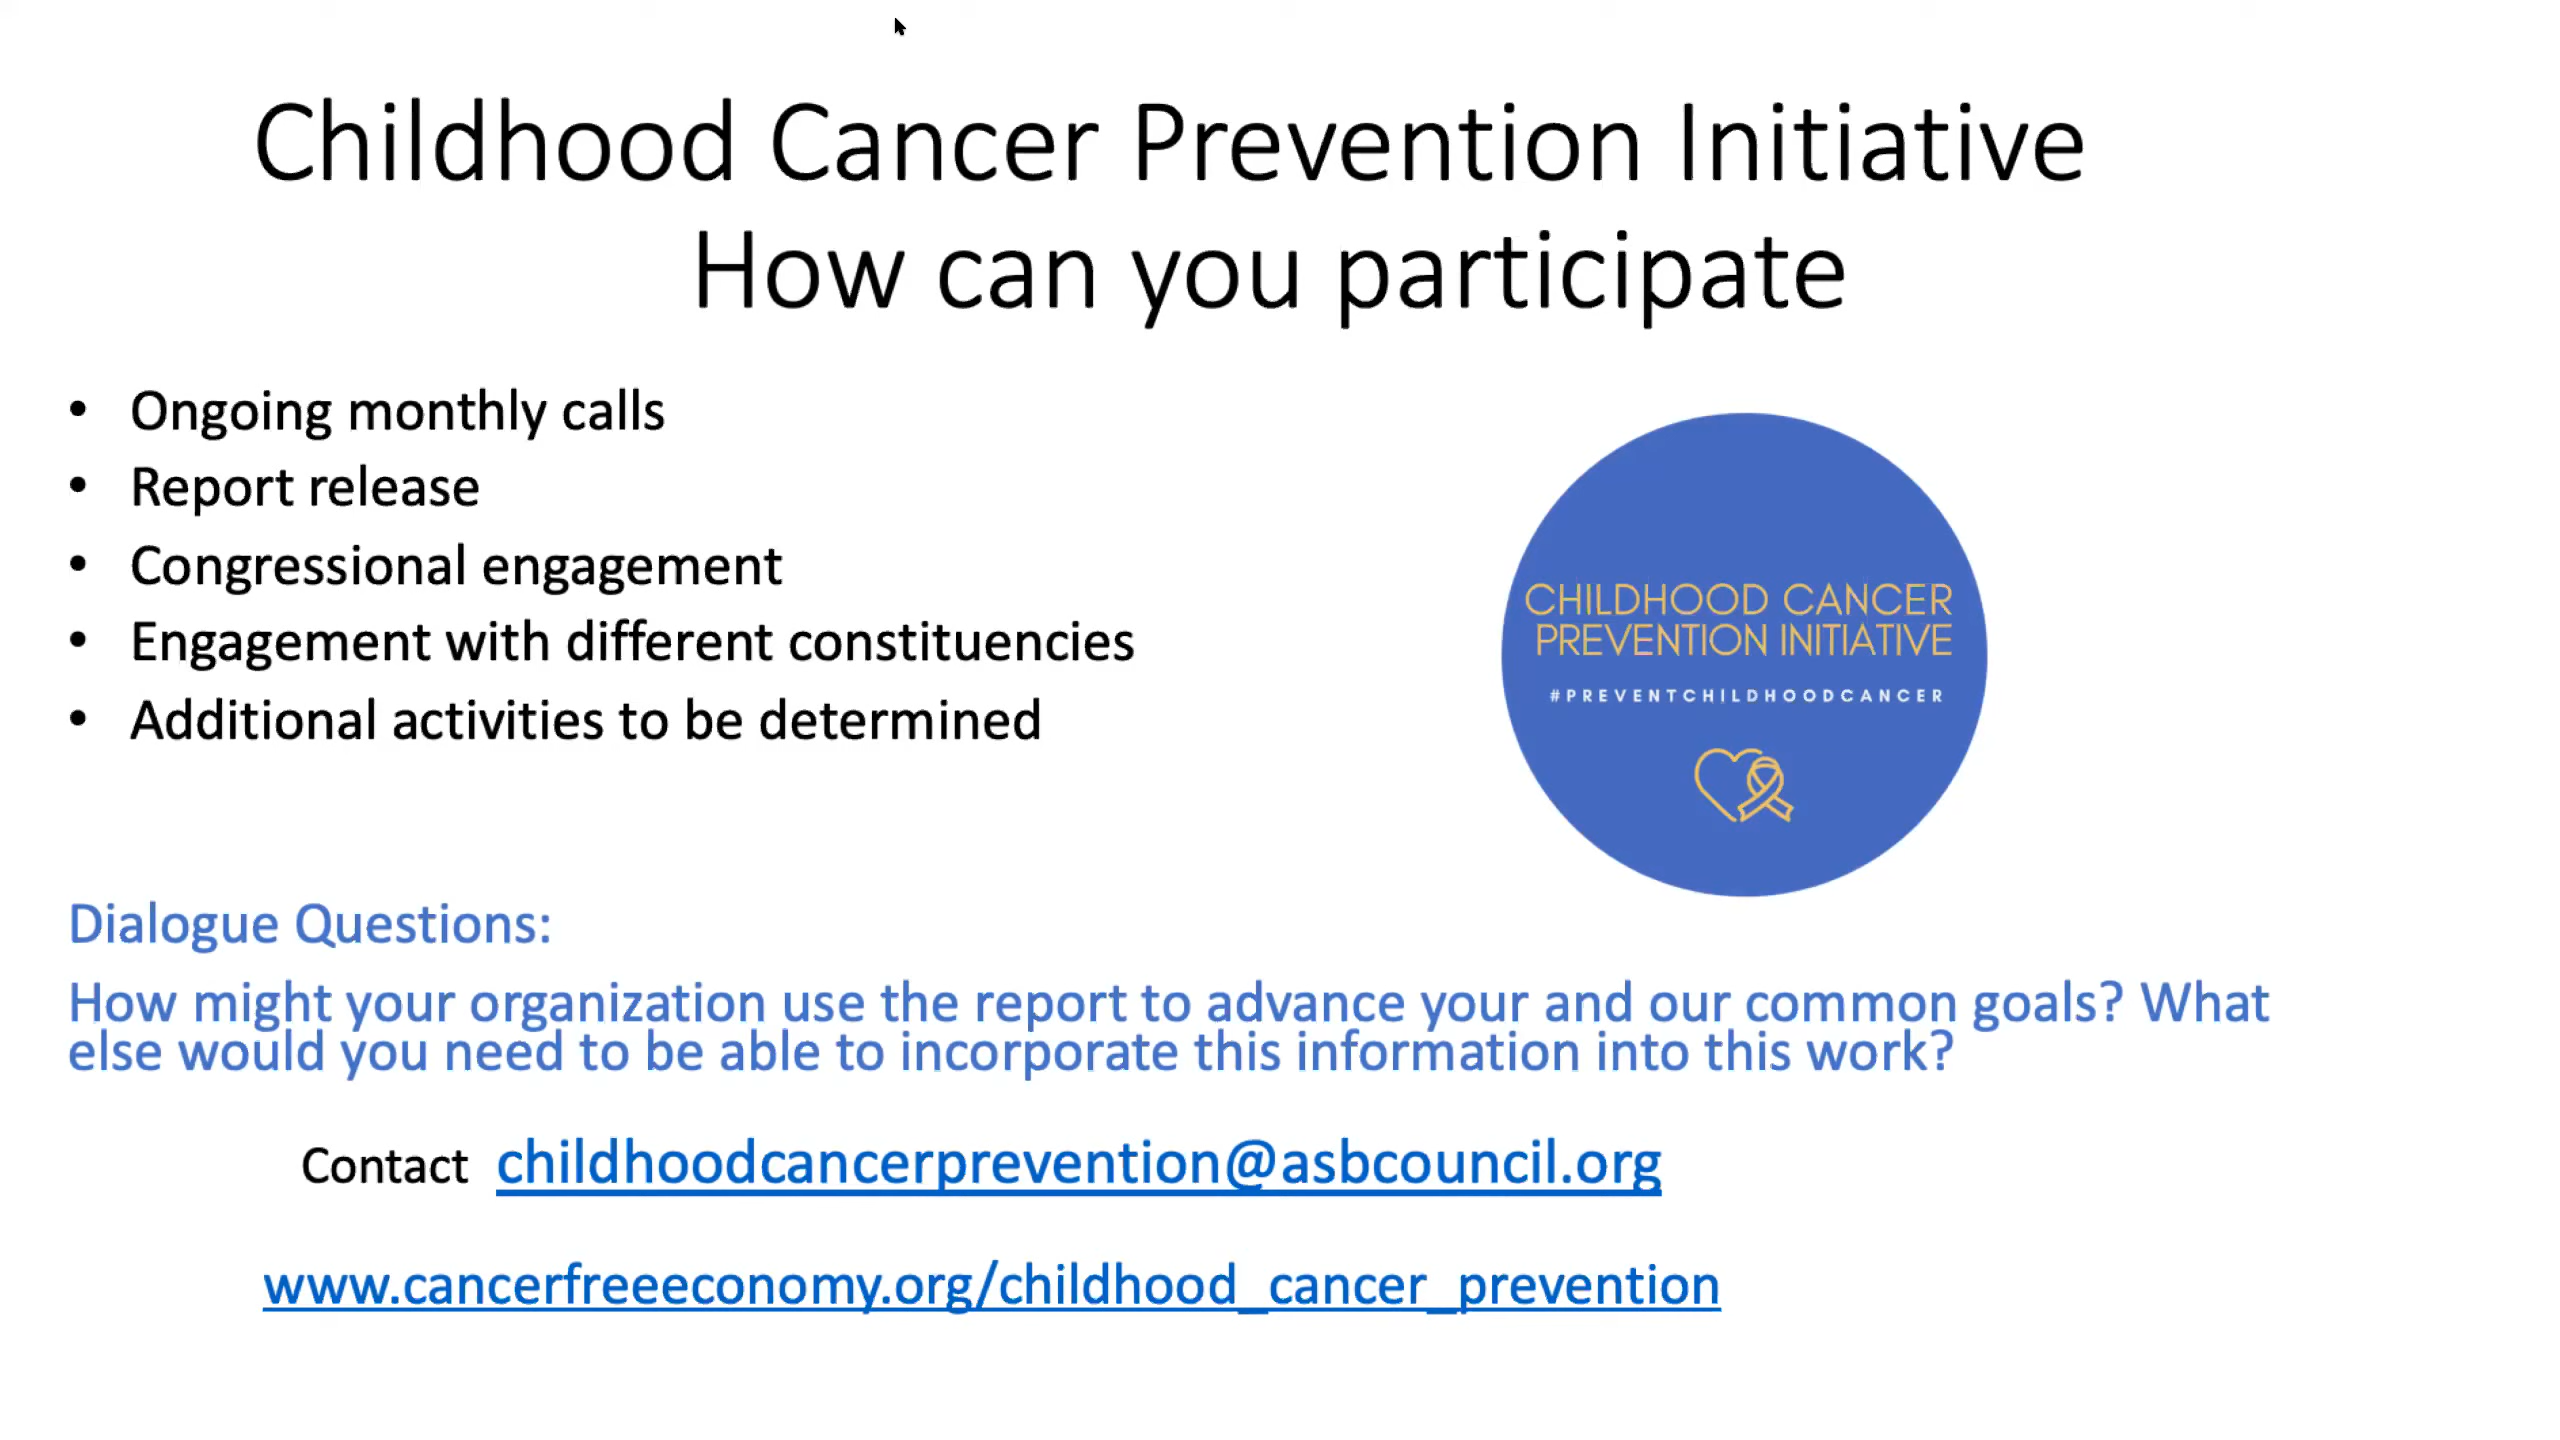 Childhood Cancer Prevention Initiative
How can you participate
• Ongoing monthly calls
• Report release
• Congressional engagement
• Engagement with different constituencies
• Additional activities to be determined
CHILDHOOD CANCER
PREVENTION INITIATIVE
#PREVENTCHILDHOODCANCER
Dialogue Questions:
How might your organization use the report to advance your and our common goals? What
else would you need to be able to incorporate this information into this work?
Contact childhoodcancerprevention@asbcouncil.org
www.cancerfreeeconomy.org/childhood_cancer_prevention